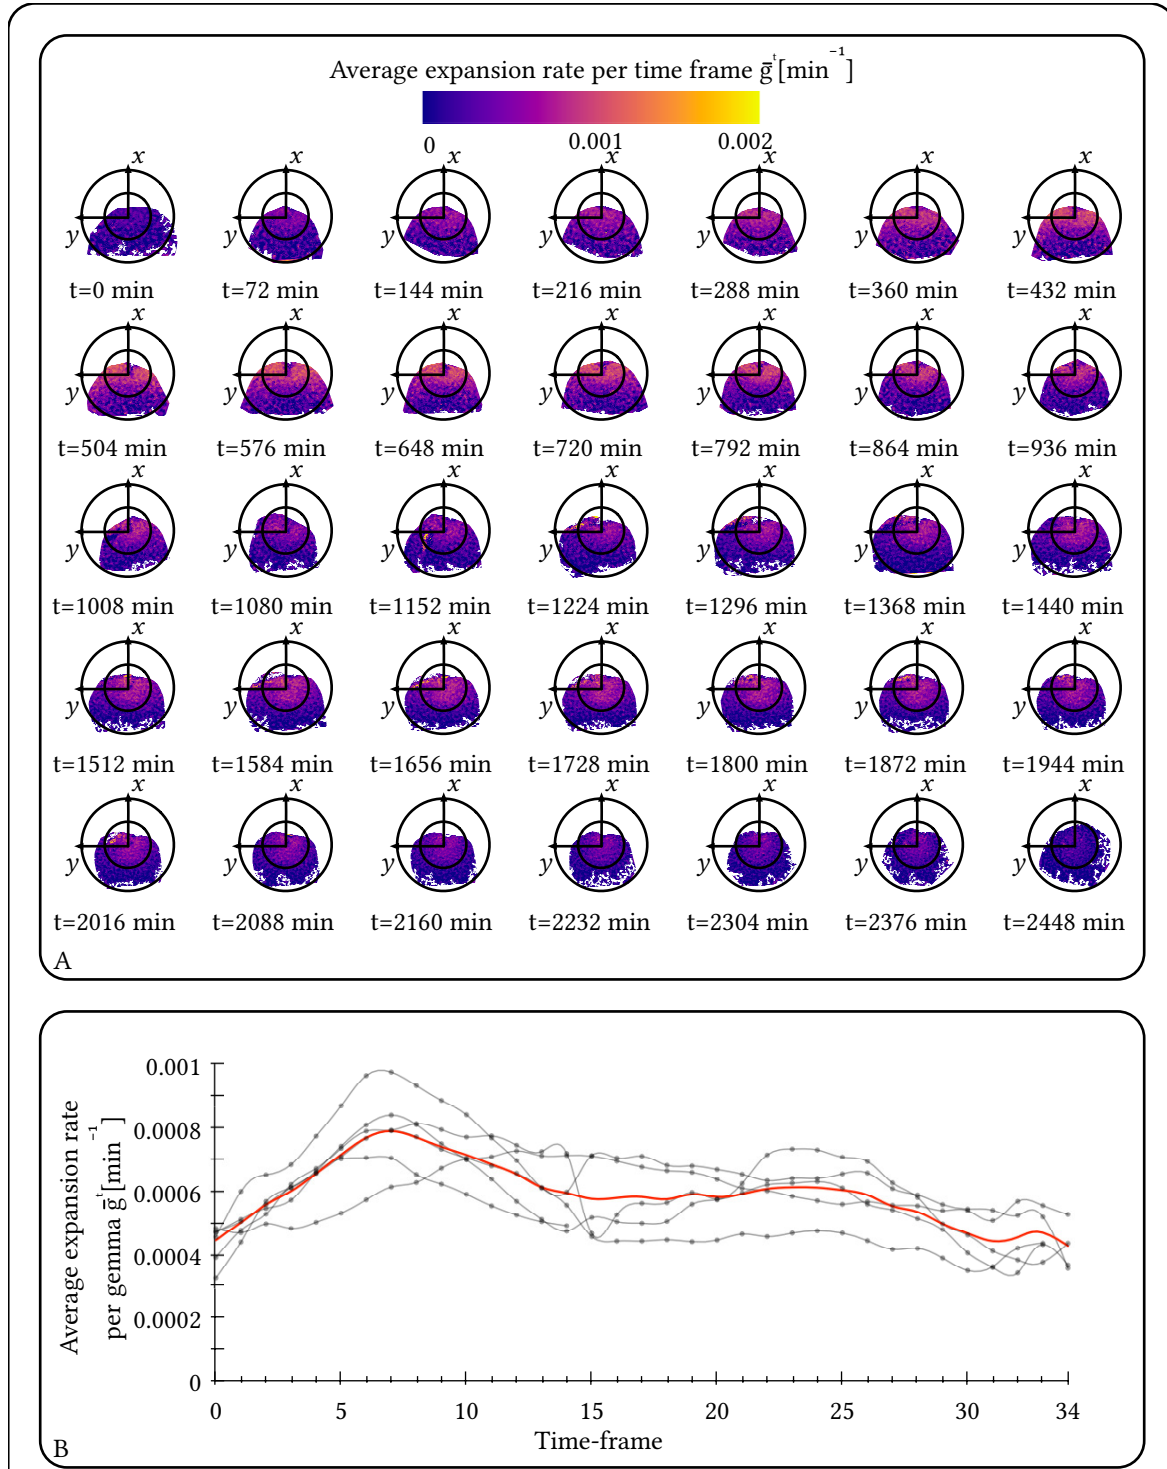 Average expansion rate per time frame ḡᵗ[min⁻¹]
0 0.001 0.002
x x x x x x x
y y y y y y y
t=0 min t=72 min t=144 min t=216 min t=288 min t=360 min t=432 min
x x x x x x x
y y y y y y y
t=504 min t=576 min t=648 min t=720 min t=792 min t=864 min t=936 min
x x x x x x x
y y y y y y y
t=1008 min t=1080 min t=1152 min t=1224 min t=1296 min t=1368 min t=1440 min
x x x x x x x
y y y y y y y
t=1512 min t=1584 min t=1656 min t=1728 min t=1800 min t=1872 min t=1944 min
x x x x x x x
y y y y y y y
t=2016 min t=2088 min t=2160 min t=2232 min t=2304 min t=2376 min t=2448 min
A
Average expansion rate
per gemma ḡᵗ[min⁻¹]
0.001
0.0008
0.0006
0.0004
0.0002
0
0 5 10 15 20 25 30 34
Time-frame
B